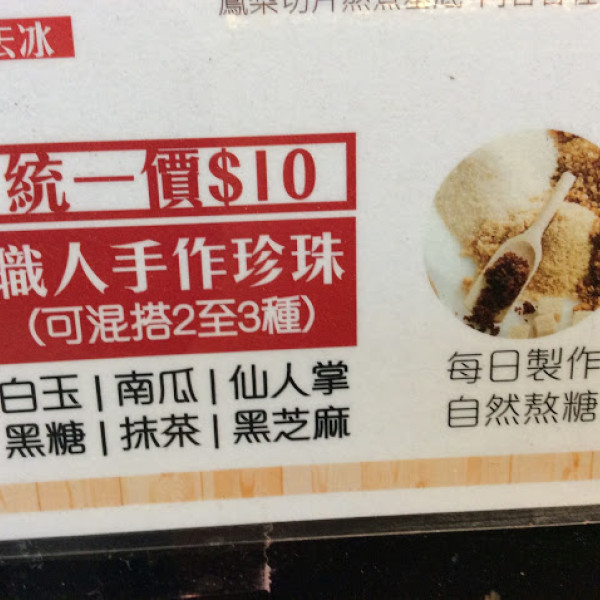 去冰
統一價$10
職人手作珍珠
(可混搭2至3種)
白玉 | 南瓜 | 仙人掌
黑糖 | 抹茶 | 黑芝麻
每日製作
自然熬糖